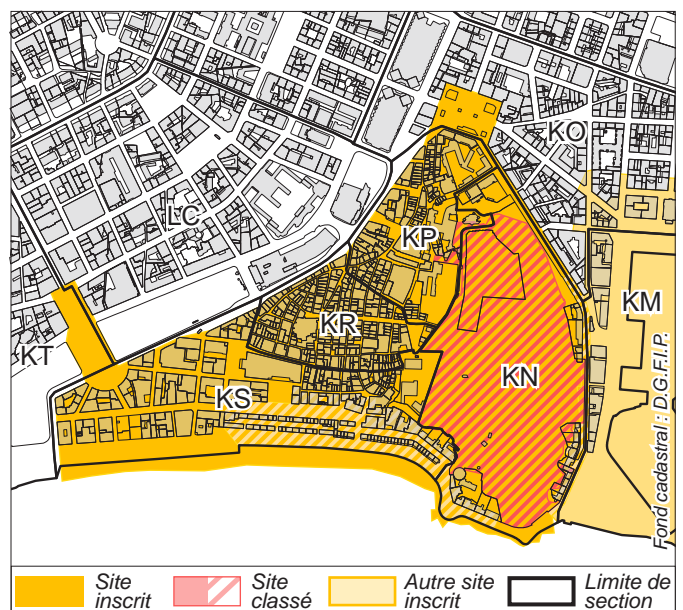 KO
LC
KP
KM
KR
KT
KN
KS
Fond cadastral : D.G.F.I.P.
Site inscrit
Site classé
Autre site inscrit
Limite de section